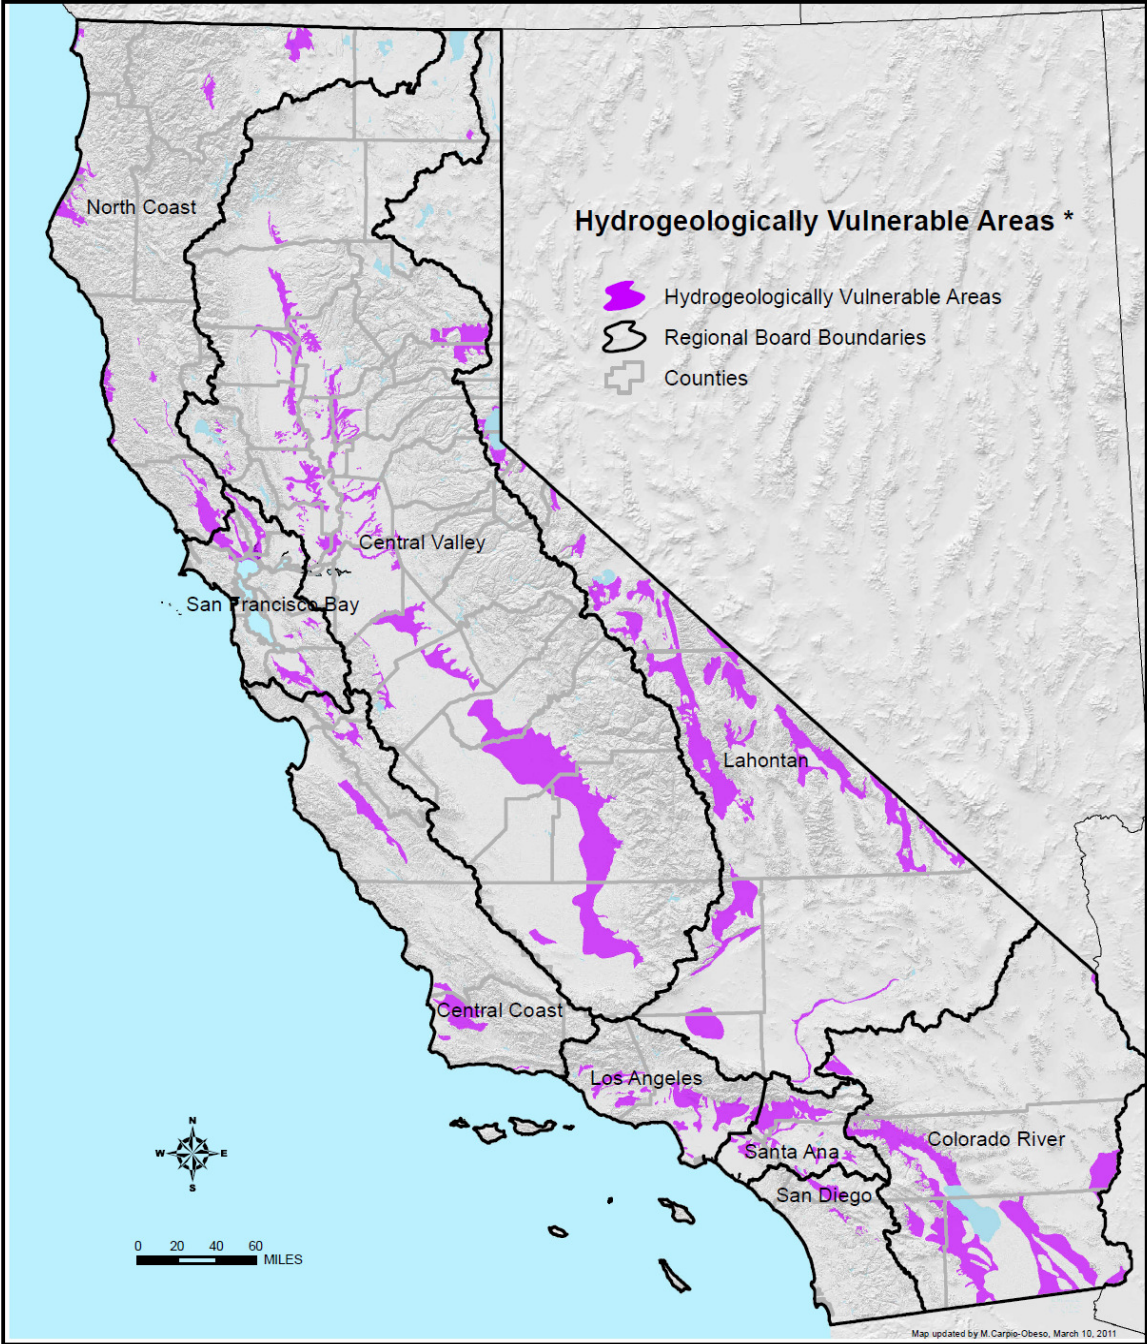 Hydrogeologically Vulnerable Areas *
Hydrogeologically Vulnerable Areas
Regional Board Boundaries
Counties
North Coast
Central Valley
San Francisco Bay
Lahontan
Central Coast
Los Angeles
Colorado River
Santa Ana
San Diego
N
W E
S
0 20 40 60
MILES
Map updated by M.Carpio-Obeso, March 10, 2011